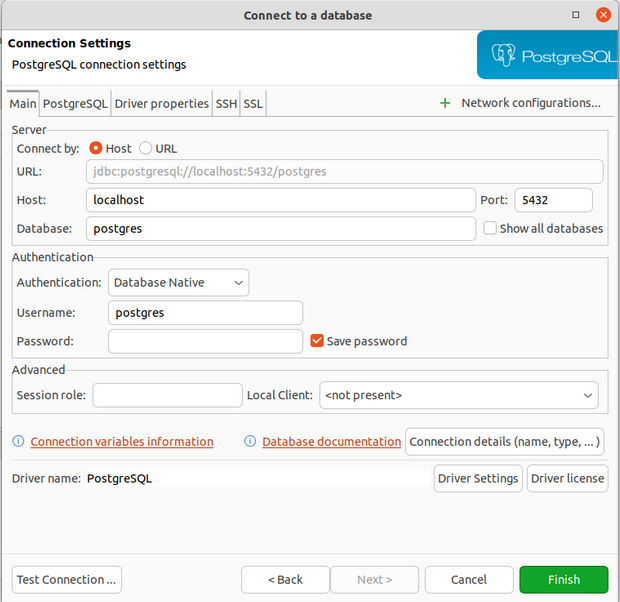 Connect to a database
Connection Settings
PostgreSQL connection settings
PostgreSQL
Main PostgreSQL Driver properties SSH SSL Network configurations...
Server
Connect by: Host URL
URL: jdbc:postgresql://localhost:5432/postgres
Host: localhost Port: 5432
Database: postgres Show all databases
Authentication
Authentication: Database Native
Username: postgres
Password: Save password
Advanced
Session role: Local Client: <not present>
Connection variables information Database documentation Connection details (name, type, ... )
Driver name: PostgreSQL Driver Settings Driver license
Test Connection ... < Back Next > Cancel Finish